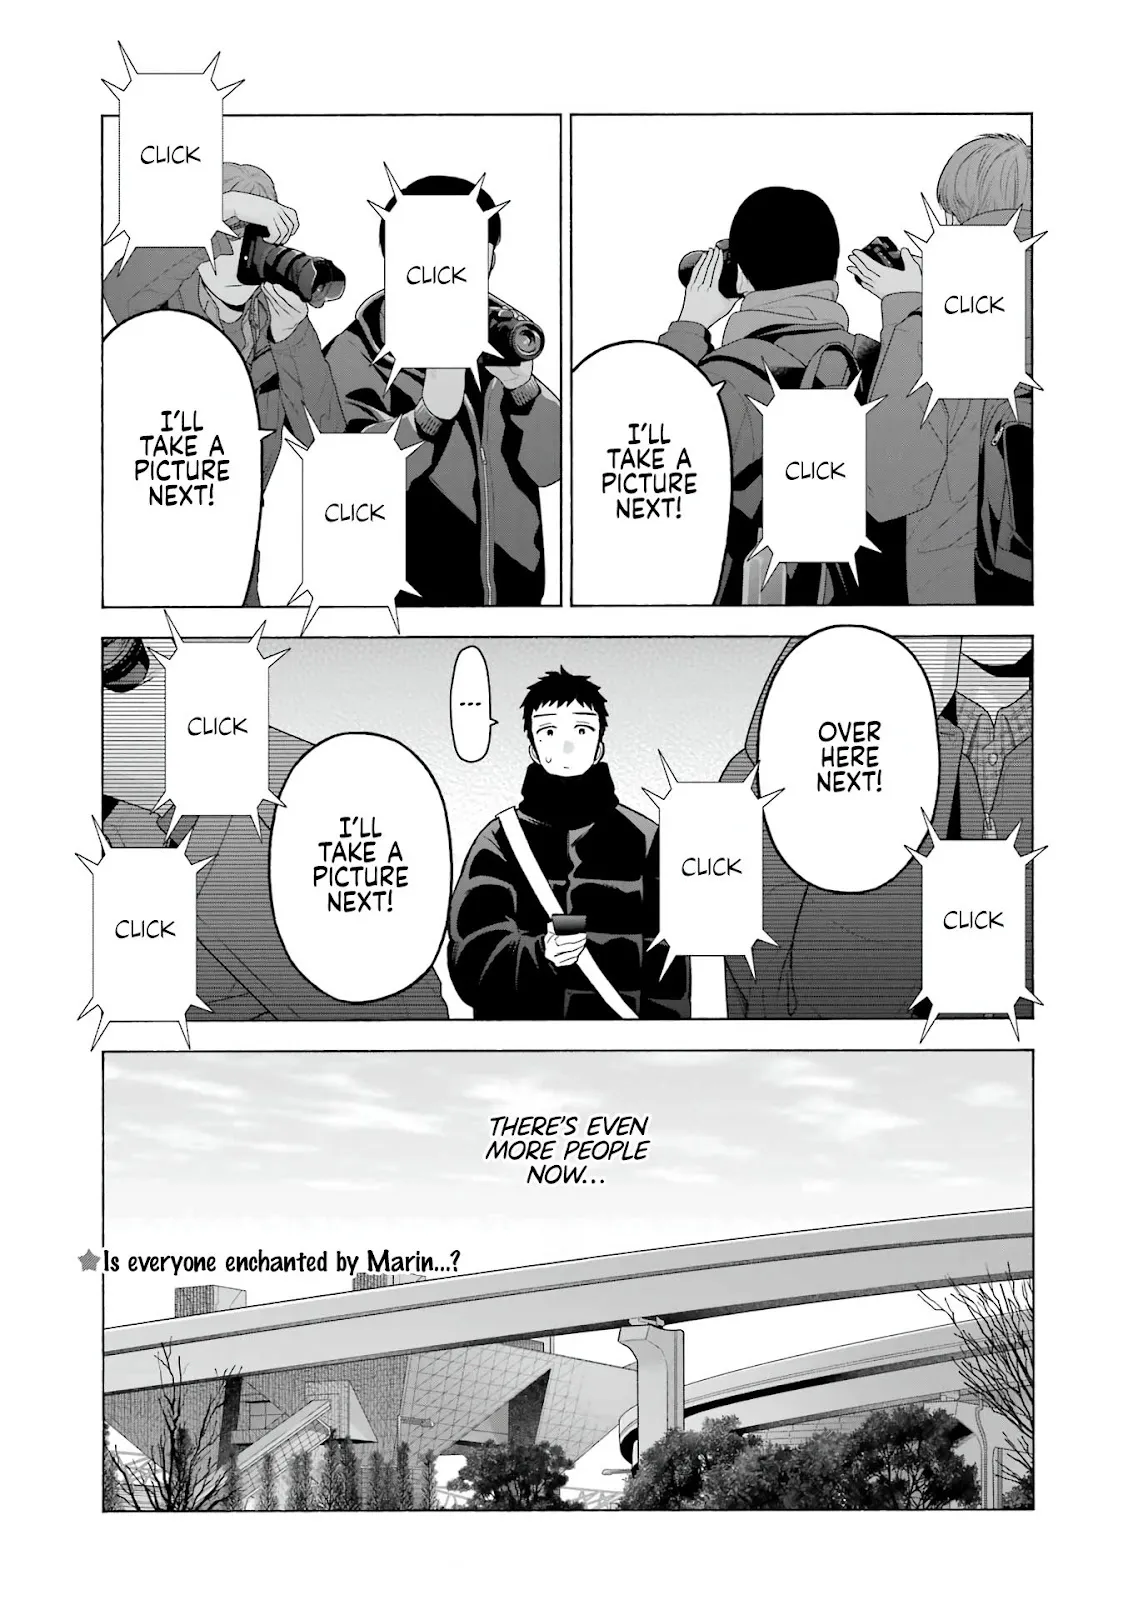 CLICK
CLICK
I'LL
TAKE A
PICTURE
NEXT!
CLICK
CLICK
I'LL
TAKE A
PICTURE
NEXT!
CLICK
CLICK
....
OVER
HERE
NEXT!
I'LL
TAKE A
PICTURE
NEXT!
CLICK
CLICK
CLICK
THERE'S EVEN
MORE PEOPLE
NOW...
Is everyone enchanted by Marin...?